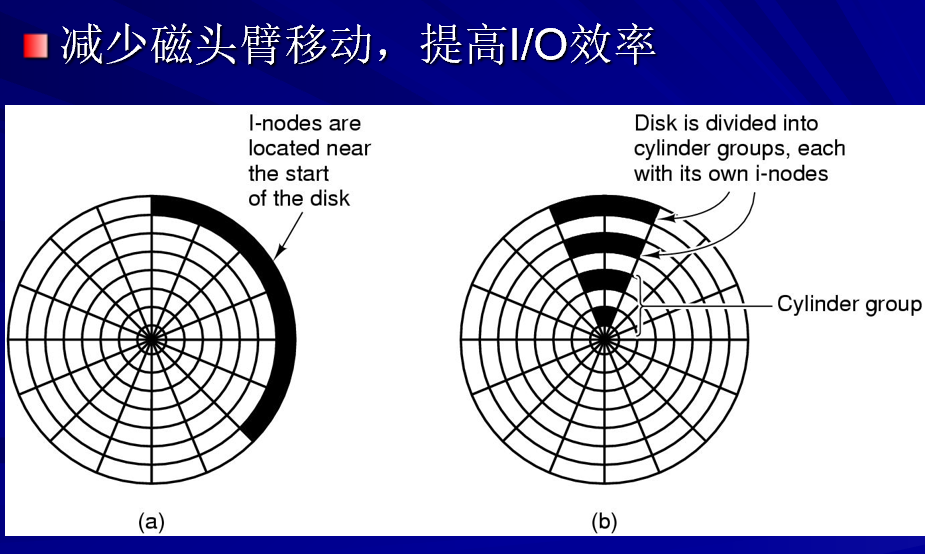 减少磁头臂移动，提高I/O效率
I-nodes are
located near
the start
of the disk
Disk is divided into
cylinder groups, each
with its own i-nodes
Cylinder group
(a)
(b)